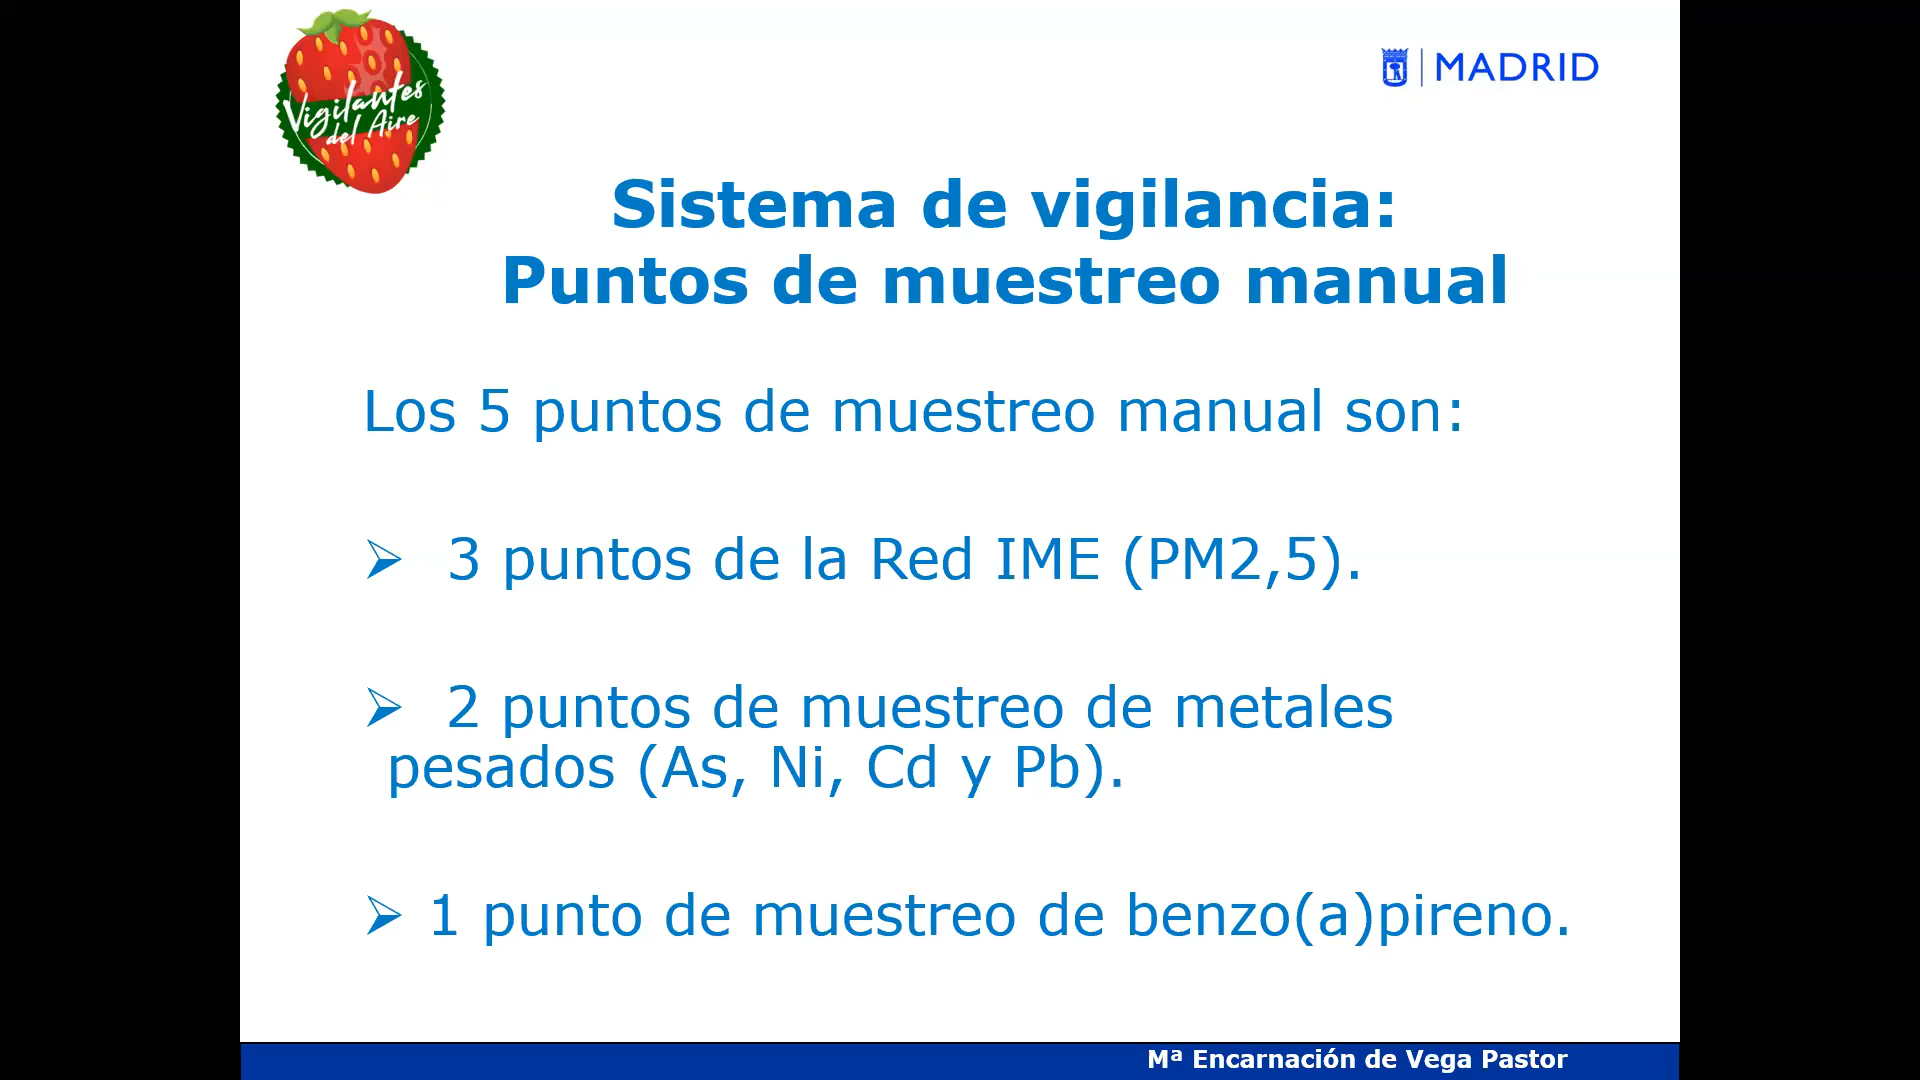 Vigilantes
del Aire
MADRID
Sistema de vigilancia:
Puntos de muestreo manual
Los 5 puntos de muestreo manual son:
➢ 3 puntos de la Red IME (PM2,5).
➢ 2 puntos de muestreo de metales
pesados (As, Ni, Cd y Pb).
➢ 1 punto de muestreo de benzo(a)pireno.
Mª Encarnación de Vega Pastor